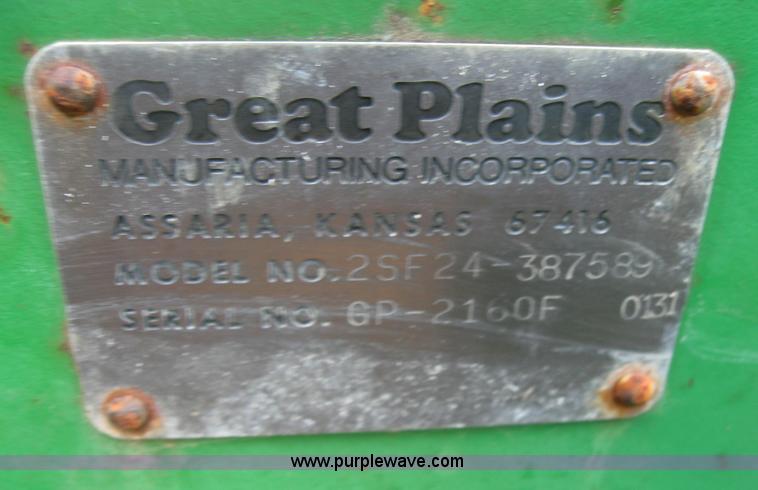 Great Plains
MANUFACTURING INCORPORATED
ASSARIA, KANSAS 67416
MODEL NO. 2SF24-387589
SERIAL NO. GP-2160F 0131
www.purplewave.com